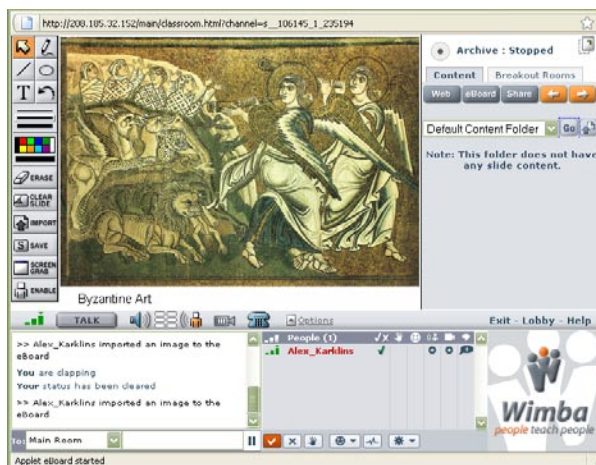 http://208.185.32.152/main/classroom.html?channel=s__106145_1_235194
Archive : Stopped
Content Breakout Rooms
Web eBoard Share
Default Content Folder Go
Note: This folder does not have
any slide content.
T
ERASE
CLEAR
SLIDE
IMPORT
S SAVE
SCREEN
GRAB
ENABLE
Byzantine Art
TALK Options Exit - Lobby - Help
>> Alex_Karklins imported an image to the
eBoard
You are clapping
Your status has been cleared
>> Alex_Karklins imported an image to the
eBoard
People (1)
Alex_Karklins
Wimba
people teach people
To: Main Room
Applet eBoard started